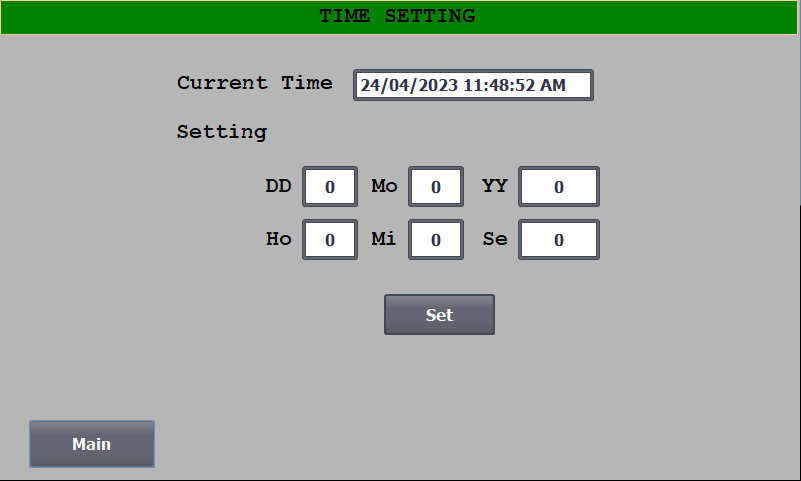 TIME SETTING
Current Time 24/04/2023 11:48:52 AM
Setting
DD 0 Mo 0 YY 0
Ho 0 Mi 0 Se 0
Set
Main